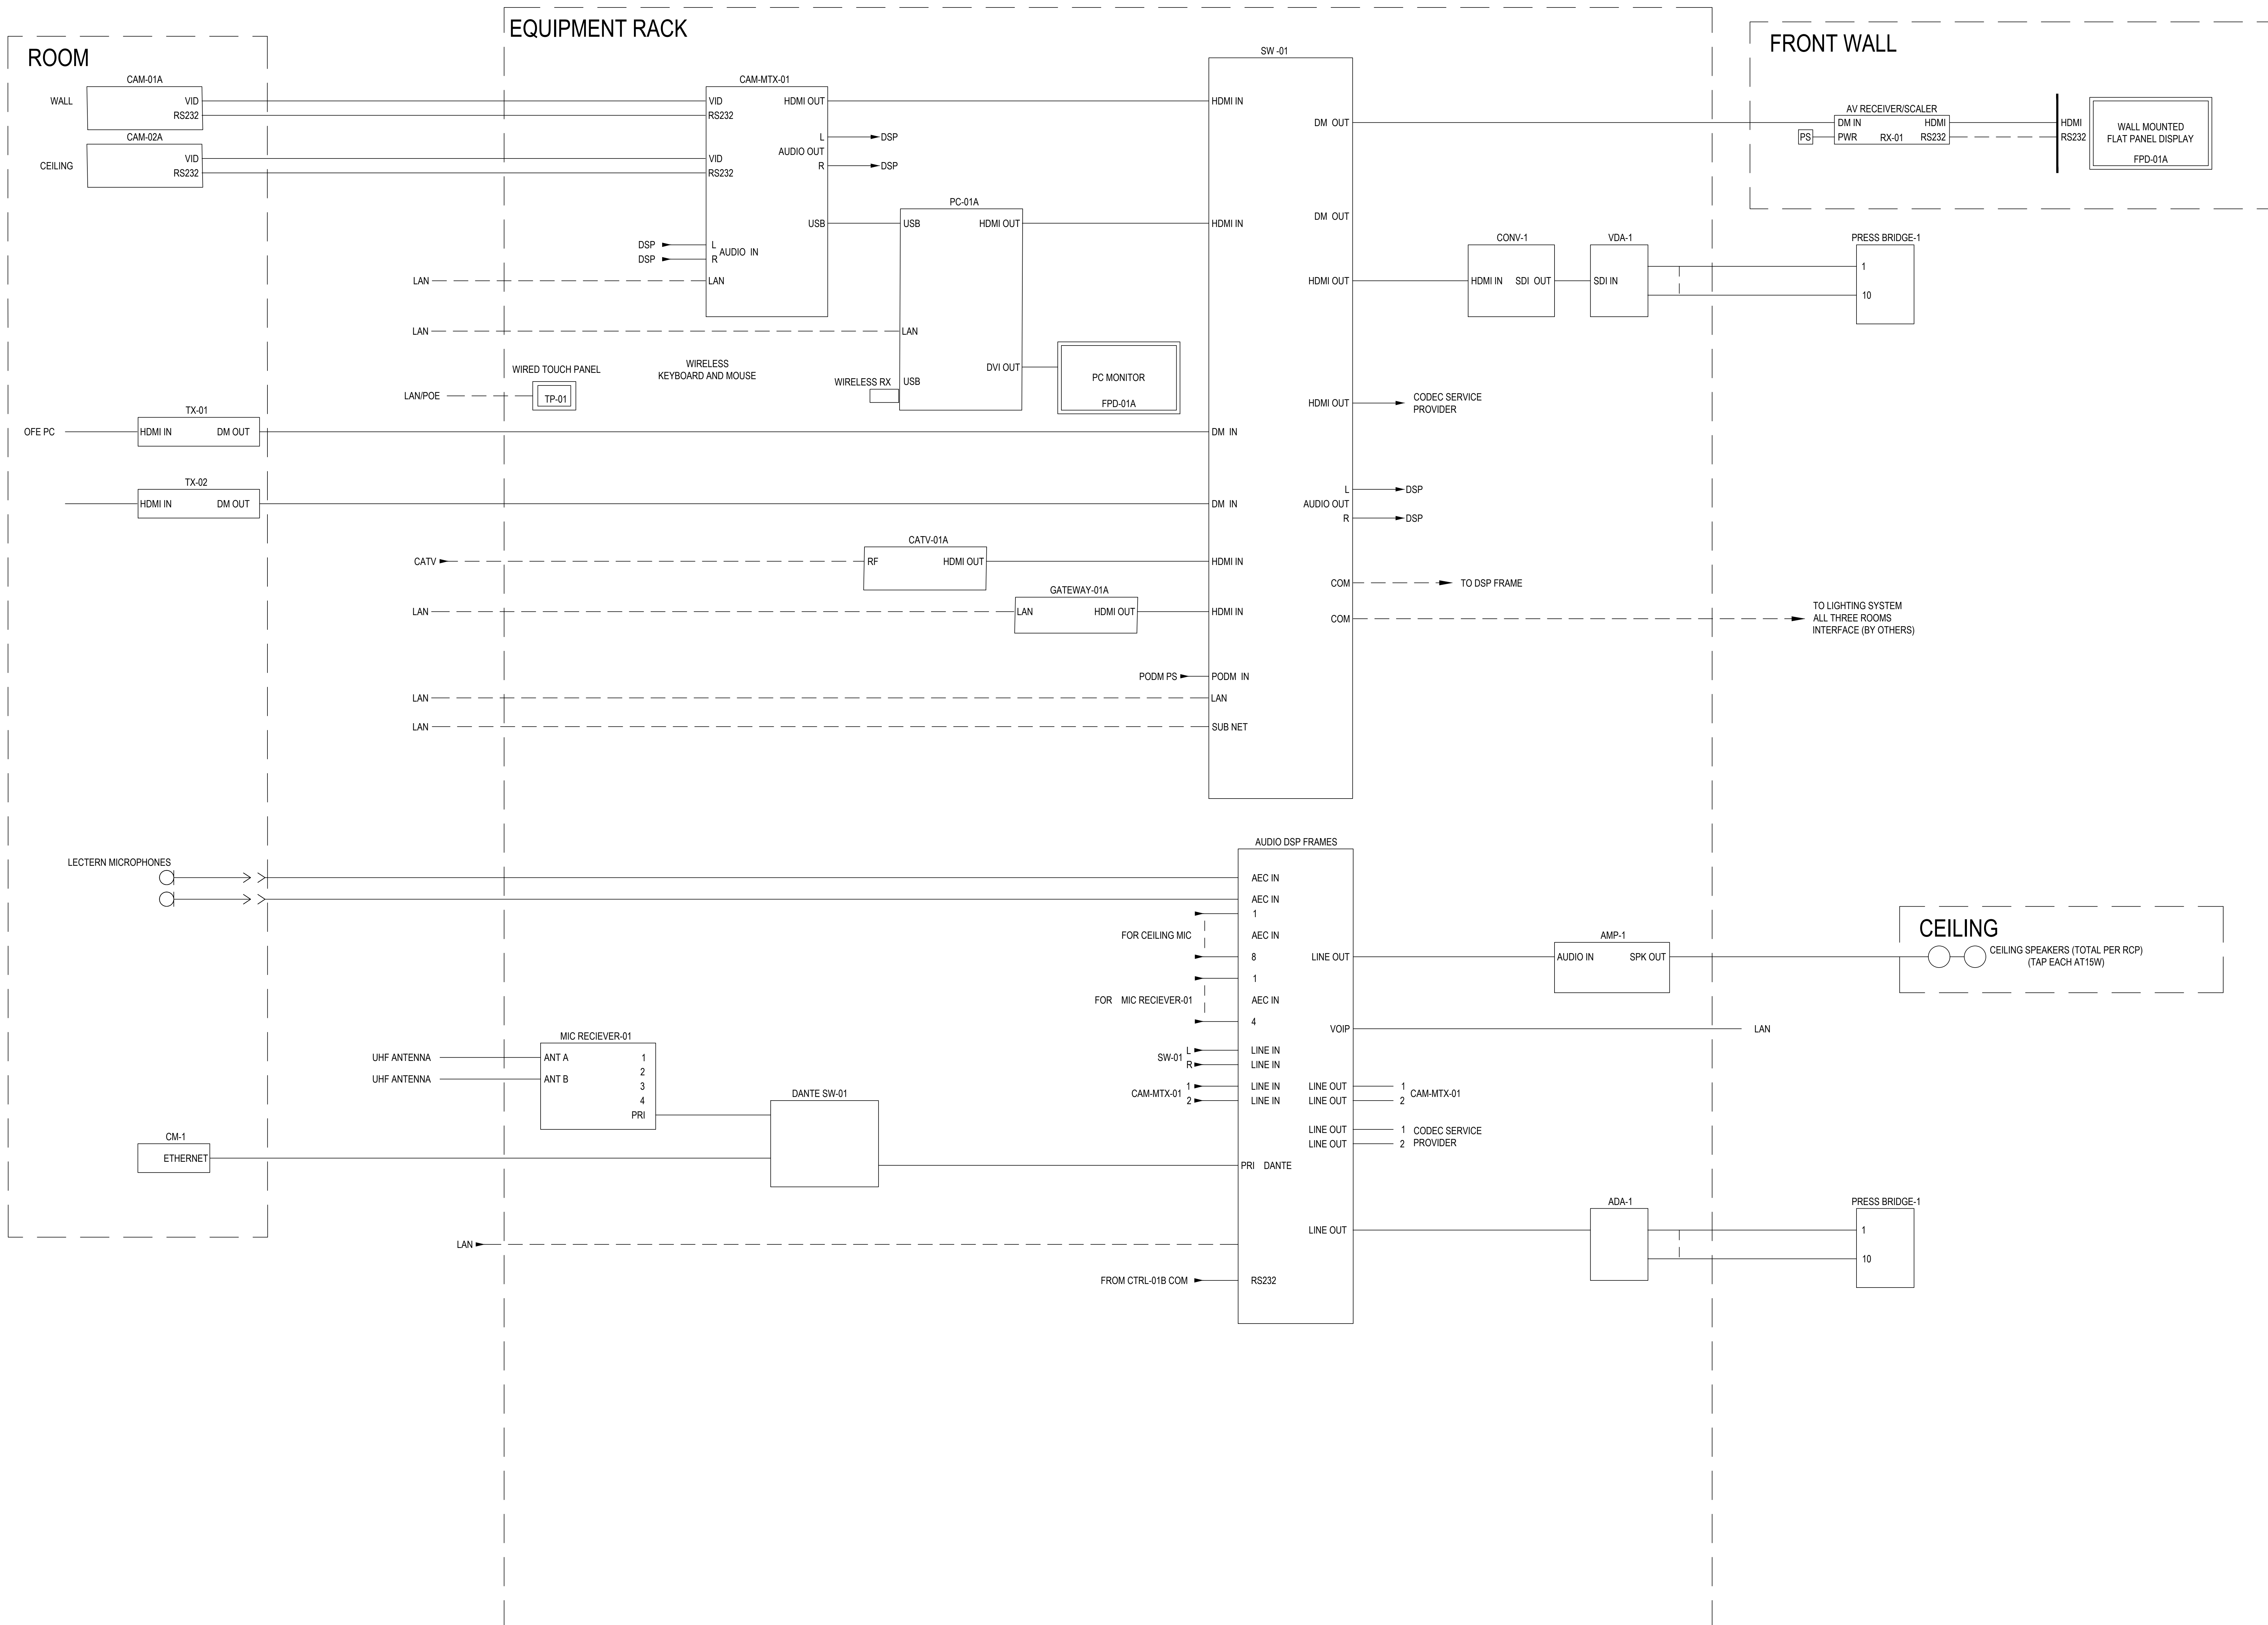 EQUIPMENT RACK
FRONT WALL
ROOM
SW -01
CAM-01A
WALL
VID
RS232
CAM-02A
CEILING
VID
RS232
CAM-MTX-01
VID
HDMI OUT
RS232
L
DSP
AUDIO OUT
R
DSP
VID
RS232
USB
DSP
L
AUDIO IN
DSP
R
LAN
LAN
PC-01A
USB
HDMI OUT
LAN
LAN
DVI OUT
WIRELESS RX
USB
WIRELESS
KEYBOARD AND MOUSE
WIRED TOUCH PANEL
LAN/POE
TP-01
PC MONITOR
FPD-01A
TX-01
OFE PC
HDMI IN
DM OUT
TX-02
HDMI IN
DM OUT
CATV-01A
CATV
RF
HDMI OUT
GATEWAY-01A
LAN
LAN
HDMI OUT
HDMI IN
HDMI IN
DM IN
DM IN
HDMI IN
HDMI IN
PODM PS
PODM IN
LAN
LAN
LAN
SUB NET
DM OUT
DM OUT
HDMI OUT
HDMI OUT
CODEC SERVICE
PROVIDER
L
DSP
AUDIO OUT
R
DSP
COM
TO DSP FRAME
COM
TO LIGHTING SYSTEM
ALL THREE ROOMS
INTERFACE (BY OTHERS)
CONV-1
HDMI IN
SDI OUT
VDA-1
SDI IN
PRESS BRIDGE-1
1
10
AV RECEIVER/SCALER
DM IN
HDMI
PS
PWR
RX-01
RS232
HDMI
RS232
WALL MOUNTED
FLAT PANEL DISPLAY
FPD-01A
AUDIO DSP FRAMES
LECTERN MICROPHONES
AEC IN
AEC IN
1
FOR CEILING MIC
AEC IN
8
1
FOR MIC RECIEVER-01
AEC IN
4
SW-01
L
LINE IN
R
LINE IN
CAM-MTX-01
1
LINE IN
2
LINE IN
PRI DANTE
LAN
FROM CTRL-01B COM
RS232
LINE OUT
VOIP
LAN
LINE OUT
1
LINE OUT
2
CAM-MTX-01
LINE OUT
1
LINE OUT
2
CODEC SERVICE
PROVIDER
LINE OUT
MIC RECIEVER-01
UHF ANTENNA
ANT A
1
2
UHF ANTENNA
ANT B
3
4
PRI
DANTE SW-01
CM-1
ETHERNET
AMP-1
AUDIO IN
SPK OUT
CEILING
CEILING SPEAKERS (TOTAL PER RCP)
(TAP EACH AT15W)
ADA-1
PRESS BRIDGE-1
1
10